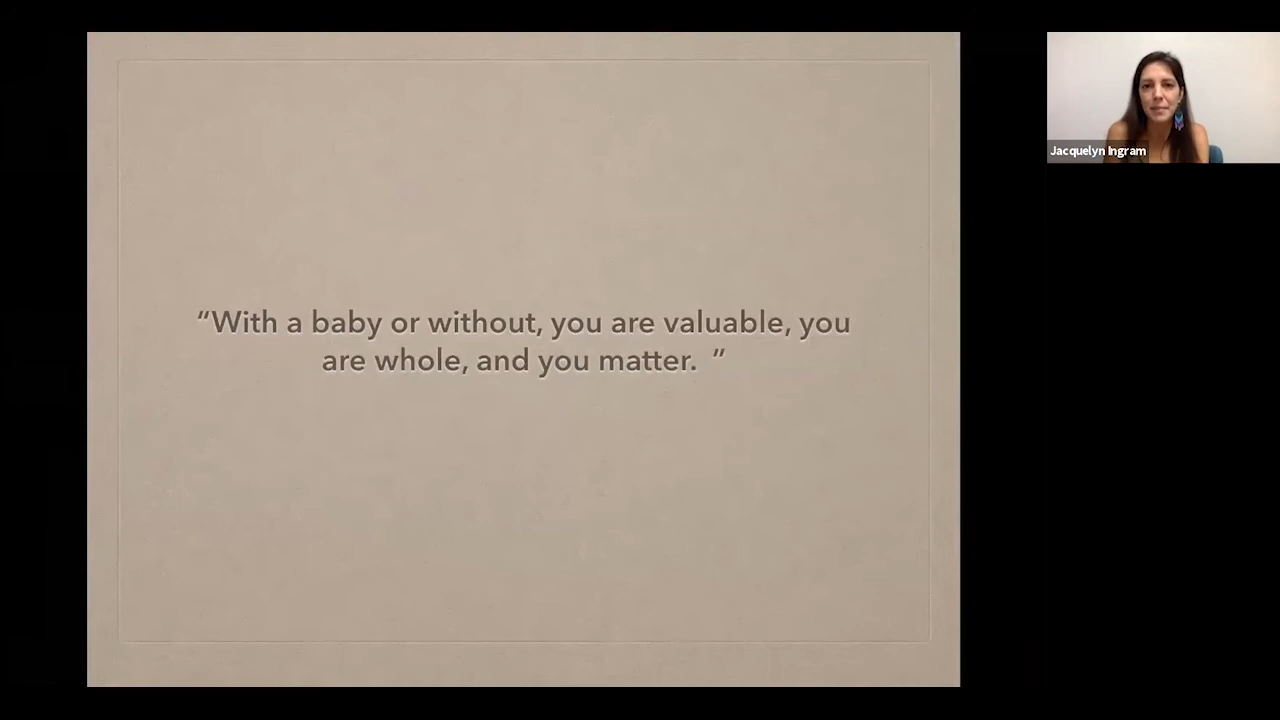 “With a baby or without, you are valuable, you
are whole, and you matter. ”
Jacquelyn Ingram